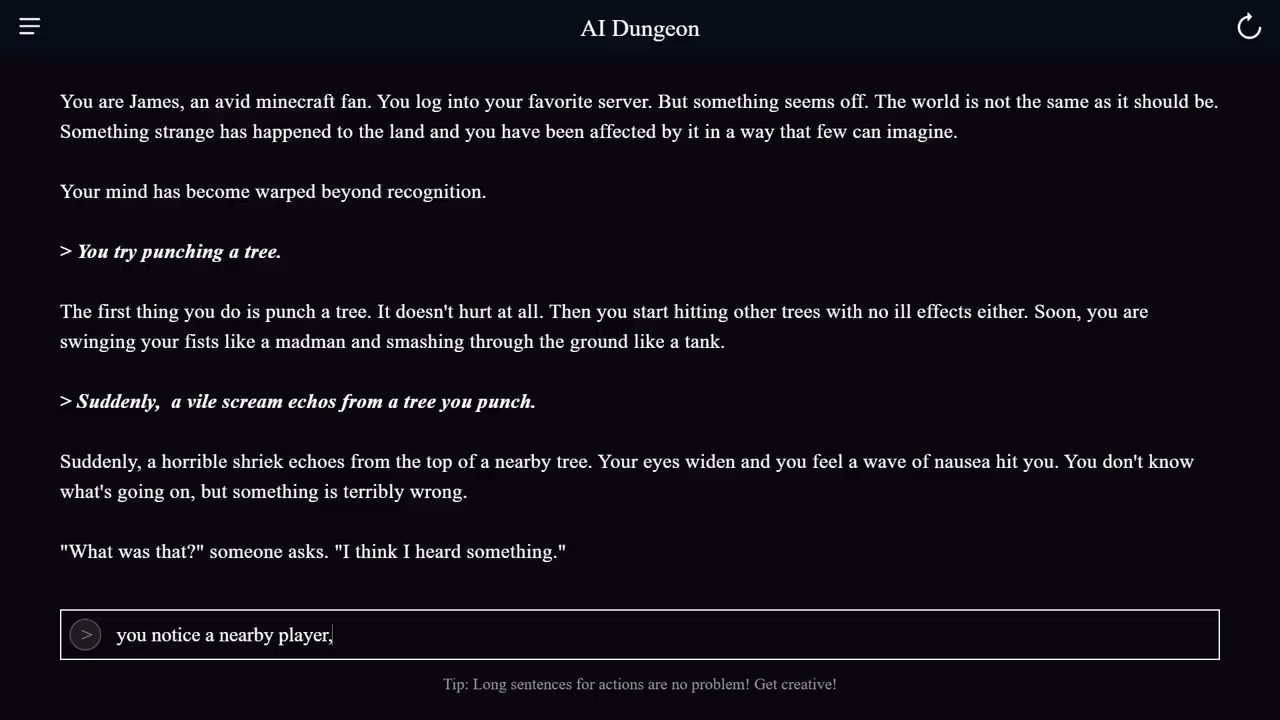 AI Dungeon
You are James, an avid minecraft fan. You log into your favorite server. But something seems off. The world is not the same as it should be.
Something strange has happened to the land and you have been affected by it in a way that few can imagine.
Your mind has become warped beyond recognition.
> You try punching a tree.
The first thing you do is punch a tree. It doesn't hurt at all. Then you start hitting other trees with no ill effects either. Soon, you are
swinging your fists like a madman and smashing through the ground like a tank.
> Suddenly,  a vile scream echos from a tree you punch.
Suddenly, a horrible shriek echoes from the top of a nearby tree. Your eyes widen and you feel a wave of nausea hit you. You don't know
what's going on, but something is terribly wrong.
"What was that?" someone asks. "I think I heard something."
> you notice a nearby player,
Tip: Long sentences for actions are no problem! Get creative!